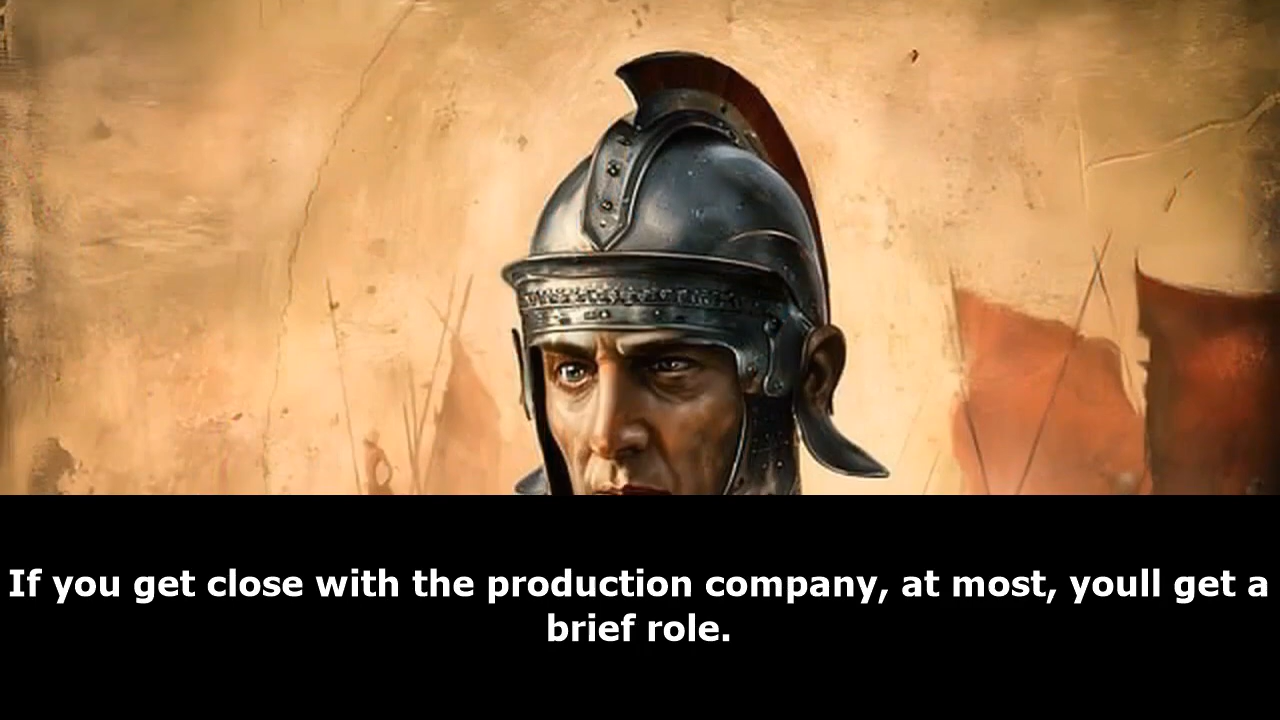 If you get close with the production company, at most, youll get a
brief role.